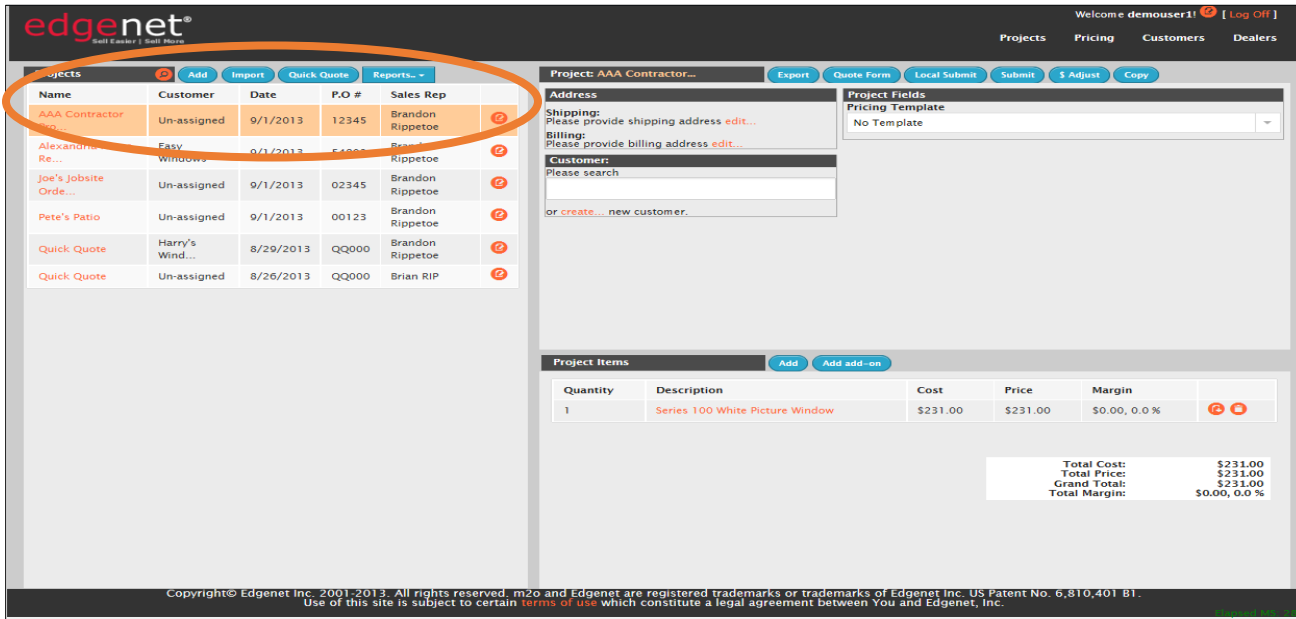 edgenet®
Sell Easier | Sell More
Welcome demouser1! [ Log Off ]
Projects Pricing Customers Dealers
Projects Add Import Quick Quote Reports...
Name Customer Date P.O # Sales Rep
AAA Contractor Un-assigned 9/1/2013 12345 Brandon Rippetoe
Easy 9/1/2013 Brandon
Re... Windows Rippetoe
Joe's Jobsite Orde... Un-assigned 9/1/2013 02345 Brandon Rippetoe
Pete's Patio Un-assigned 9/1/2013 00123 Brandon Rippetoe
Quick Quote Harry's Wind... 8/29/2013 QQ000 Brandon Rippetoe
Quick Quote Un-assigned 8/26/2013 QQ000 Brian RIP
Project: AAA Contractor... Export Quote Form Local Submit Submit $ Adjust Copy
Address
Shipping:
Please provide shipping address edit...
Billing:
Please provide billing address edit...
Customer:
Please search
or create... new customer.
Project Fields
Pricing Template
No Template
Project Items Add Add add-on
Quantity Description Cost Price Margin
1 Series 100 White Picture Window $231.00 $231.00 $0.00, 0.0 %
Total Cost: $231.00
Total Price: $231.00
Grand Total: $231.00
Total Margin: $0.00, 0.0 %
Copyright© Edgenet Inc. 2001-2013. All rights reserved. m2o and Edgenet are registered trademarks or trademarks of Edgenet Inc. US Patent No. 6,810,401 B1.
Use of this site is subject to certain terms of use which constitute a legal agreement between You and Edgenet, Inc.
Elapsed MS: 28